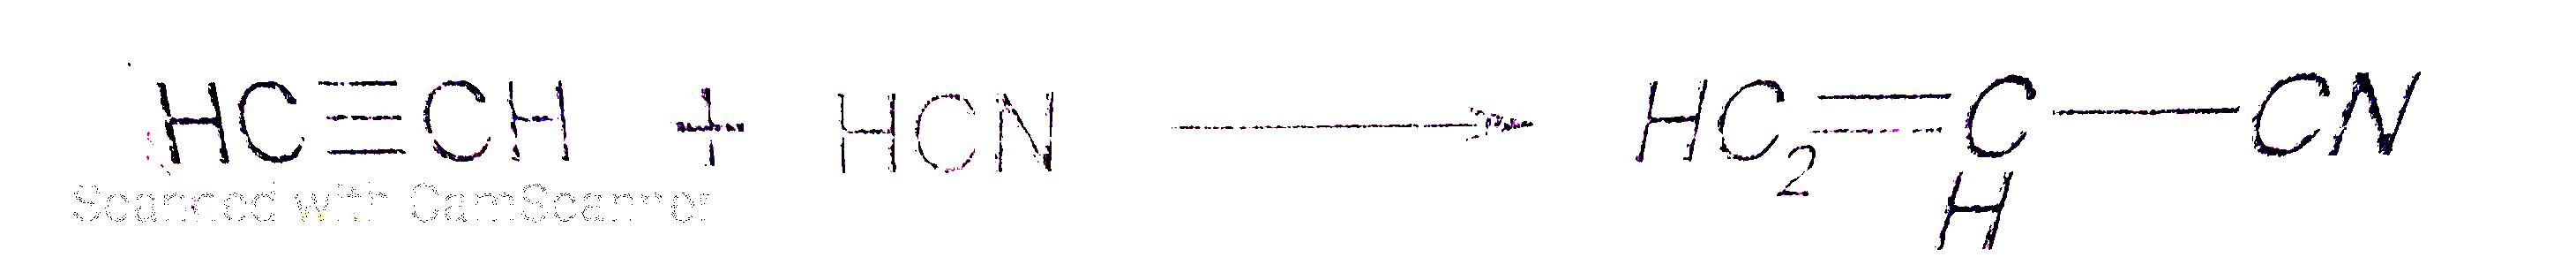 HC≡CH + HCN → HC₂=C—CN
H
Scanned with CamScanner